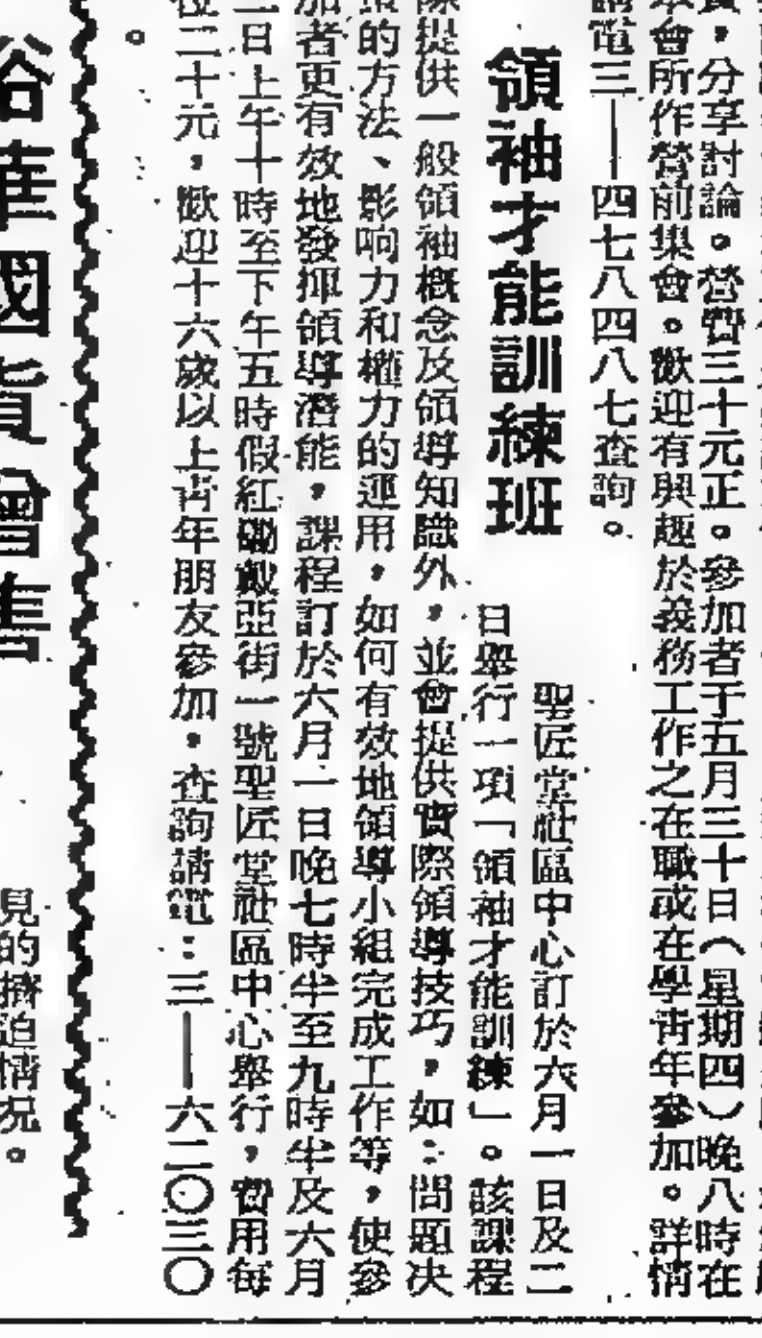 費，分享討論。營費三十元正。參加者于五月三十日（星期四）晚八時在
本會所作營前集會。歡迎有興趣於義務工作之在職或在學青年參加。詳情
請電三——四七八四八七查詢。
領袖才能訓練班
聖匠堂社區中心訂於六月一日及二
日舉行一項「領袖才能訓練」。該課程
除提供一般領袖概念及領導知識外，並會提供實際領導技巧，如：問題决
策的方法、影响力和權力的運用，如何有效地領導小組完成工作等，使參
加者更有效地發揮領導潛能，課程訂於六月一日晚七時半至九時半及六月
二日上午十時至下午五時假紅磡戴亞街一號聖匠堂社區中心舉行，費用每
位二十元，歡迎十六歲以上青年朋友參加，查詢請電：三——六二〇三〇
。
裕華國貨會售
見的擠迫情况。